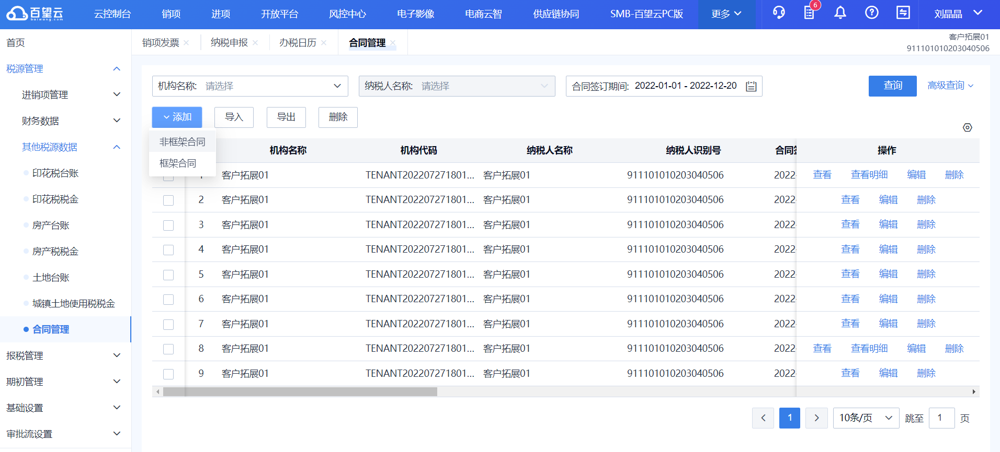 百望云 baiwang.com 云控制台 销项 进项 开放平台 风控中心 电子影像 电商云智 供应链协同 SMB-百望云PC版 更多 6 刘晶晶
首页
销项发票 纳税申报 办税日历 合同管理
客户拓展01
911101010203040506
税源管理
进销项管理
财务数据
其他税源数据
印花税台账
印花税税金
房产台账
房产税税金
土地台账
城镇土地使用税税金
合同管理
报税管理
期初管理
基础设置
审批流设置
机构名称: 请选择 纳税人名称: 请选择 合同签订期间: 2022-01-01 - 2022-12-20 查询 高级查询
添加 导入 导出 删除
非框架合同
框架合同
机构名称 机构代码 纳税人名称 纳税人识别号 合同 操作
客户拓展01 TENANT202207271801... 客户拓展01 911101010203040506 2022- 查看 查看明细 编辑 删除
2 客户拓展01 TENANT202207271801... 客户拓展01 911101010203040506 2022- 查看 编辑 删除
3 客户拓展01 TENANT202207271801... 客户拓展01 911101010203040506 2022- 查看 编辑 删除
4 客户拓展01 TENANT202207271801... 客户拓展01 911101010203040506 2022- 查看 编辑 删除
5 客户拓展01 TENANT202207271801... 客户拓展01 911101010203040506 2022- 查看 编辑 删除
6 客户拓展01 TENANT202207271801... 客户拓展01 911101010203040506 2022- 查看 编辑 删除
7 客户拓展01 TENANT202207271801... 客户拓展01 911101010203040506 2022- 查看 编辑 删除
8 客户拓展01 TENANT202207271801... 客户拓展01 911101010203040506 2022- 查看 查看明细 编辑 删除
9 客户拓展01 TENANT202207271801... 客户拓展01 911101010203040506 2022- 查看 编辑 删除
1 10条/页 跳至 1 页